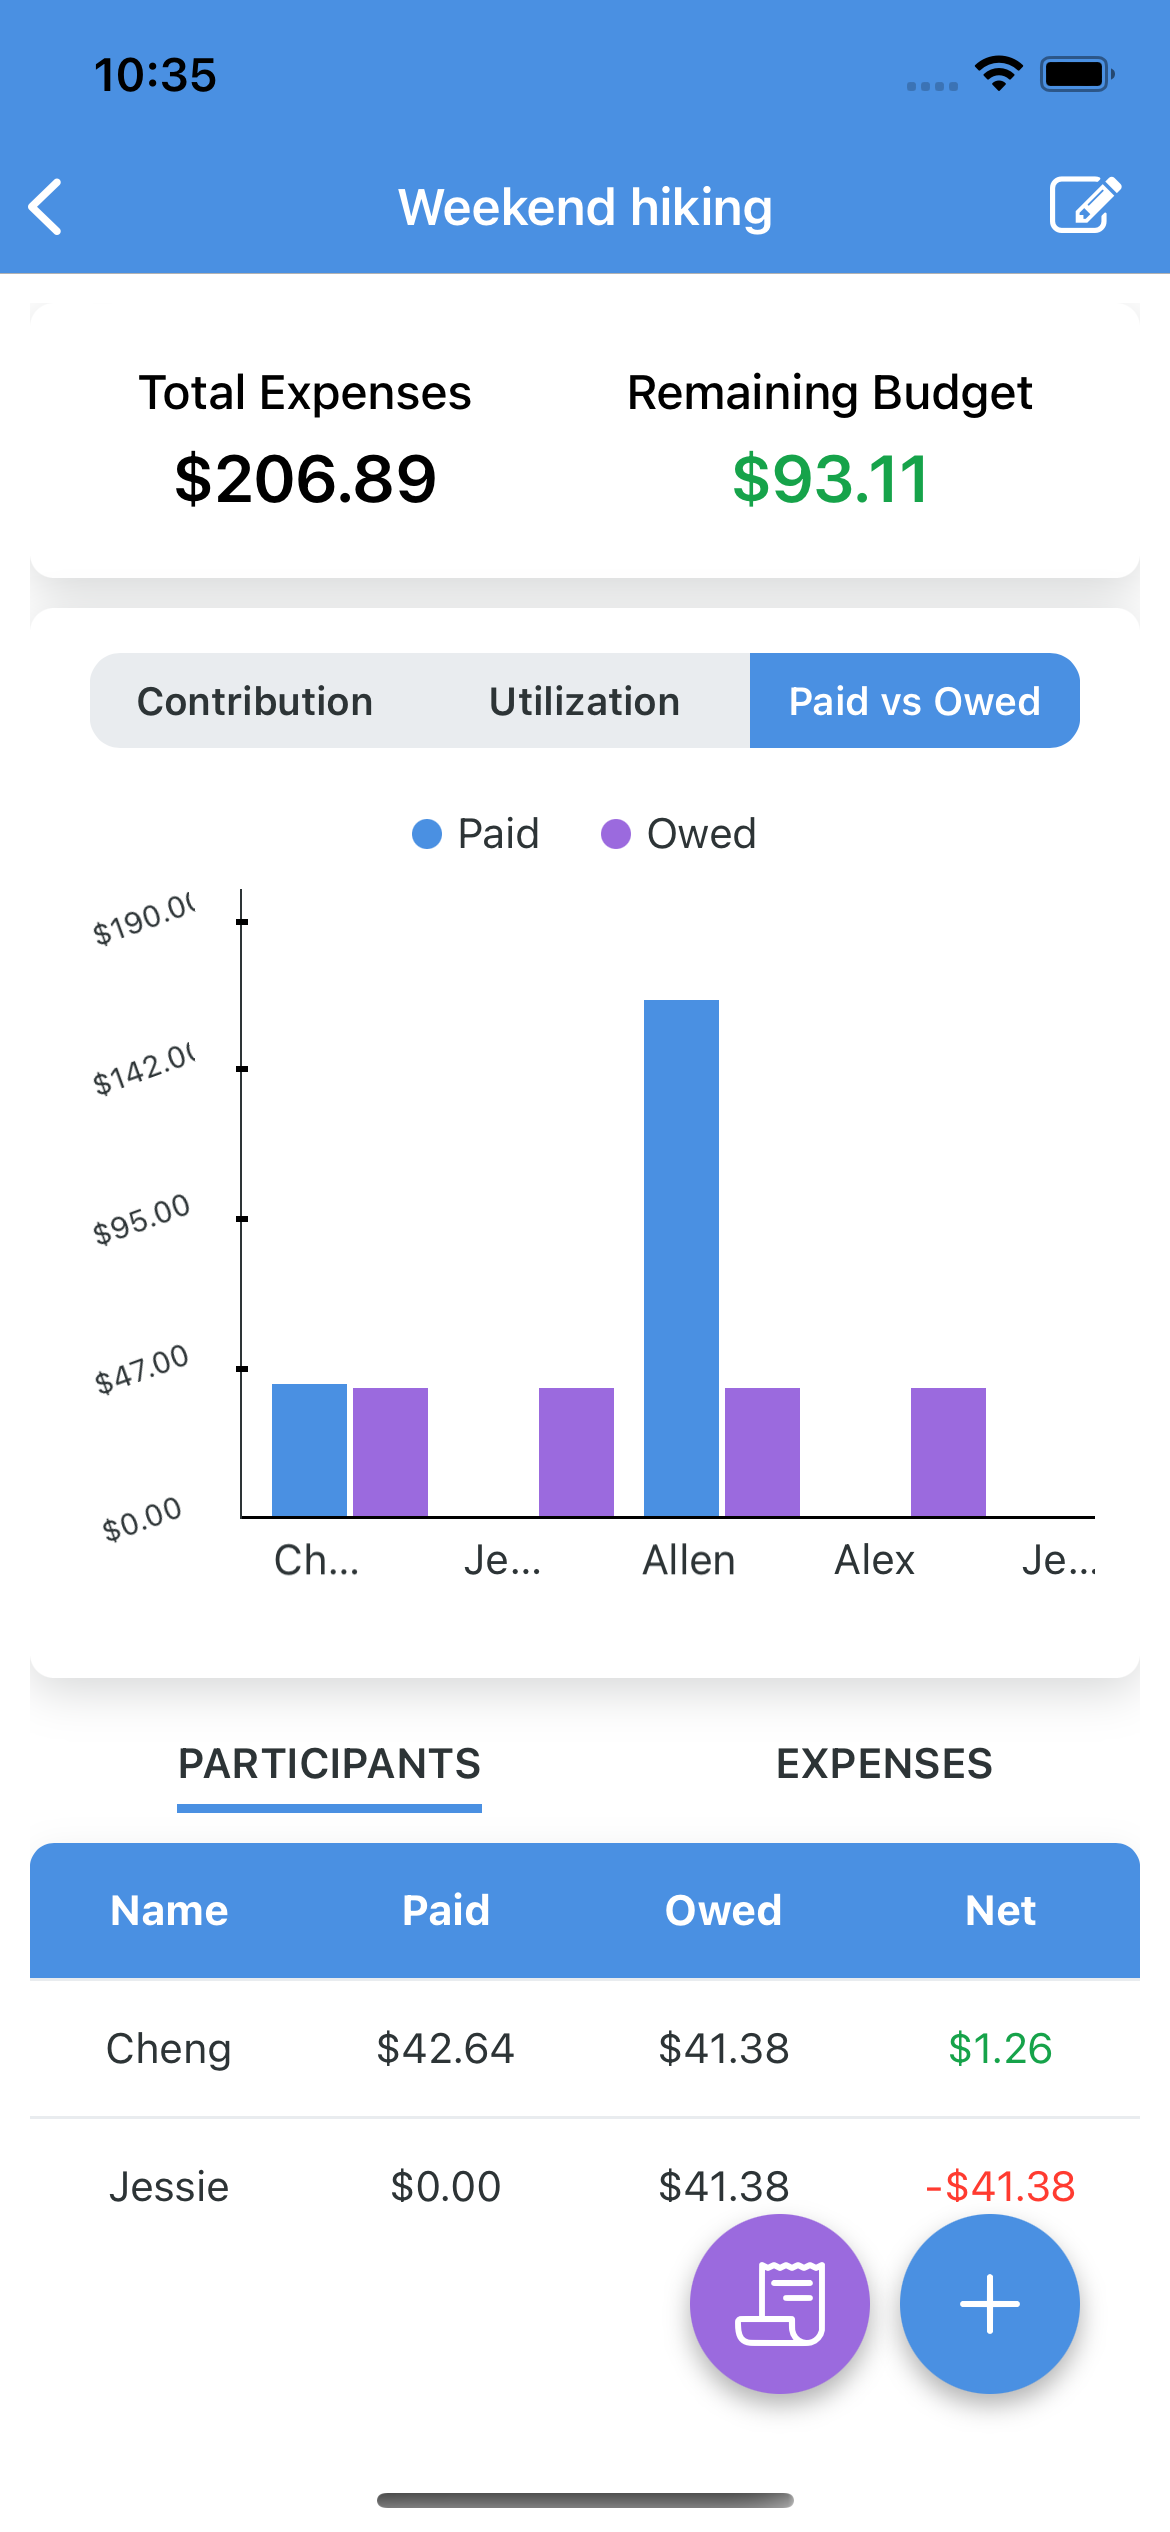 10:35
Weekend hiking
Total Expenses Remaining Budget
$206.89 $93.11
Contribution Utilization Paid vs Owed
Paid Owed
$190.00
$142.00
$95.00
$47.00
$0.00
Ch... Je... Allen Alex Je...
PARTICIPANTS EXPENSES
Name Paid Owed Net
Cheng $42.64 $41.38 $1.26
Jessie $0.00 $41.38 -$41.38